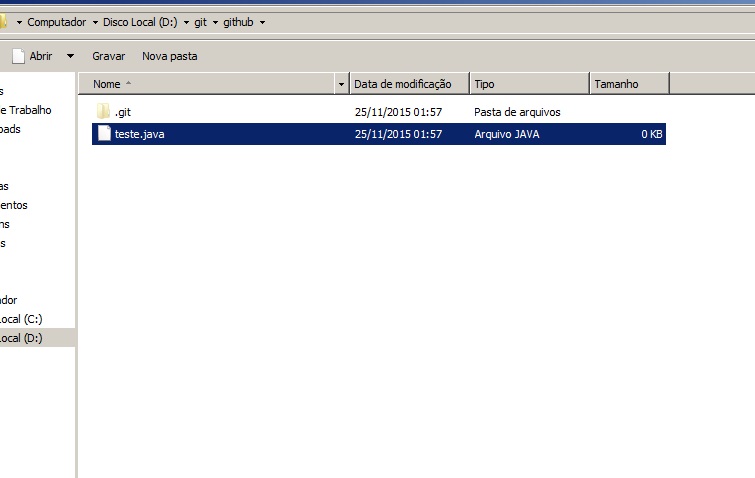 Computador Disco Local (D:) git github
Abrir Gravar Nova pasta
Nome Data de modificação Tipo Tamanho
.git 25/11/2015 01:57 Pasta de arquivos
teste.java 25/11/2015 01:57 Arquivo JAVA 0 KB
s
e Trabalho
oads
as
entos
ns
s
ador
ocal (C:)
ocal (D:)